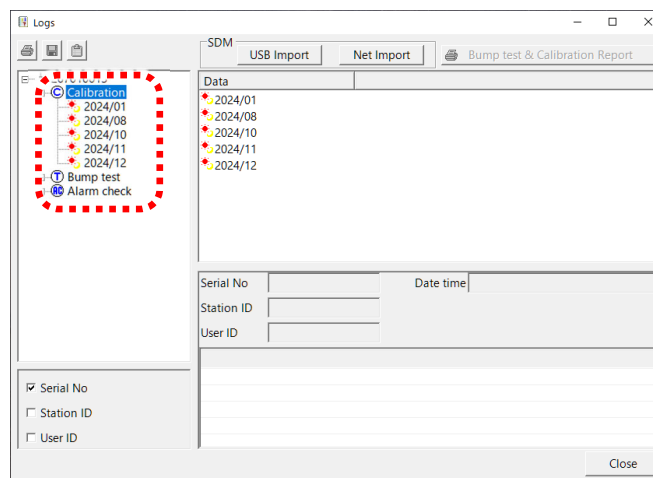 Logs
SDM
USB Import
Net Import
Bump test & Calibration Report
C Calibration
2024/01
2024/08
2024/10
2024/11
2024/12
T Bump test
AC Alarm check
Data
2024/01
2024/08
2024/10
2024/11
2024/12
Serial No
Date time
Station ID
User ID
Serial No
Station ID
User ID
Close